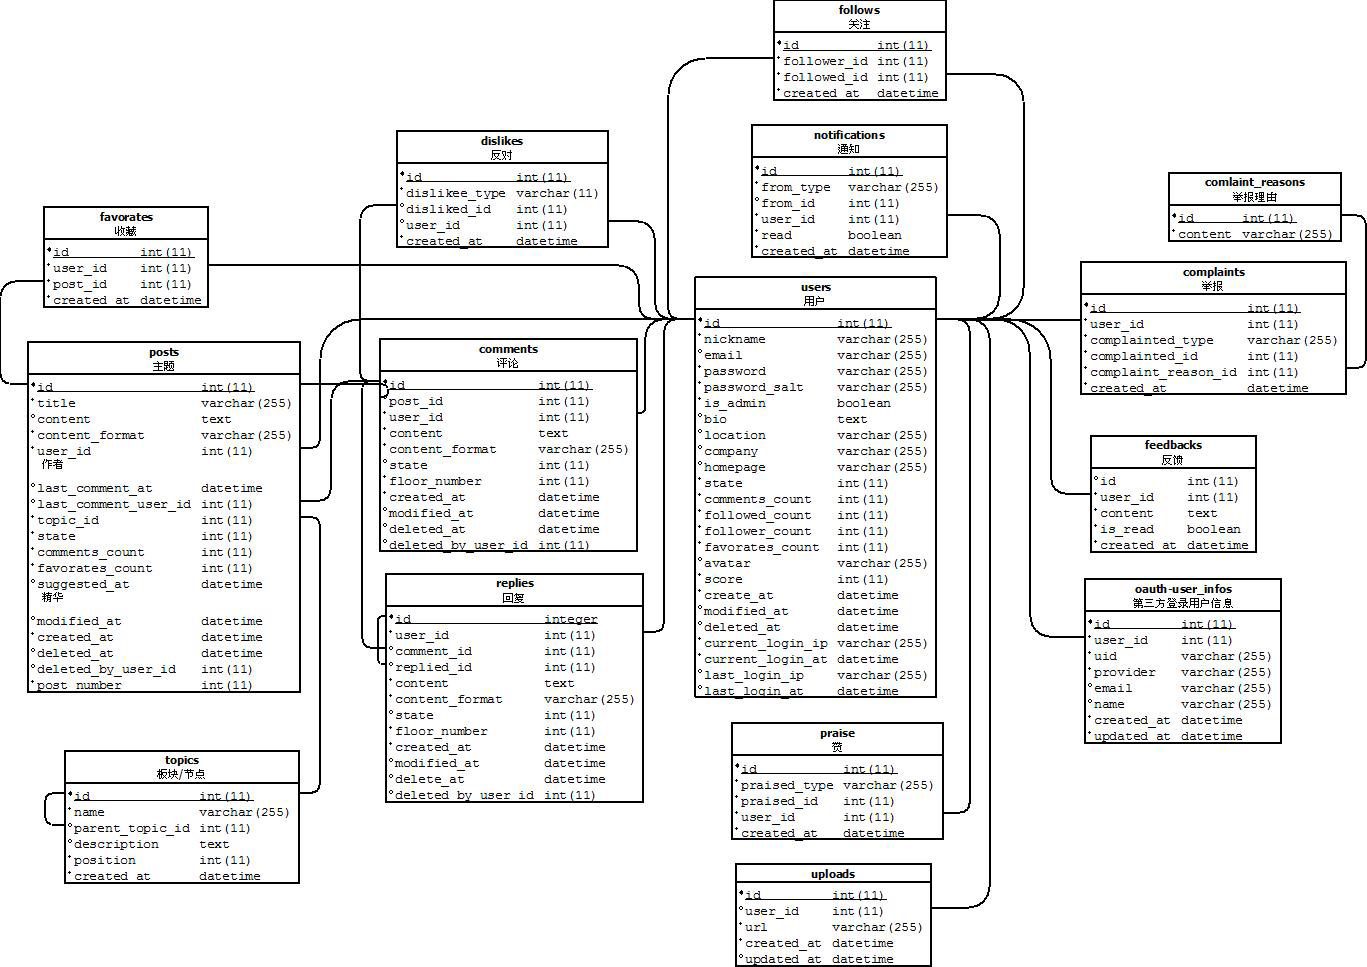 follows
关注
id int(11)
follower_id int(11)
followed_id int(11)
created_at datetime
dislikes
反对
id int(11)
dislikee_type varchar(11)
disliked_id int(11)
user_id int(11)
created_at datetime
notifications
通知
id int(11)
from_type varchar(255)
from_id int(11)
user_id int(11)
read boolean
created_at datetime
comlaint_reasons
举报理由
id int(11)
content varchar(255)
favorates
收藏
id int(11)
user_id int(11)
post_id int(11)
created_at datetime
users
用户
id int(11)
nickname varchar(255)
email varchar(255)
password varchar(255)
password_salt varchar(255)
is_admin boolean
bio text
location varchar(255)
company varchar(255)
homepage varchar(255)
state int(11)
comments_count int(11)
followed_count int(11)
follower_count int(11)
favorates_count int(11)
avatar varchar(255)
score int(11)
create_at datetime
modified_at datetime
deleted_at datetime
current_login_ip varchar(255)
current_login_at datetime
last_login_ip varchar(255)
last_login_at datetime
complaints
举报
id int(11)
user_id int(11)
complainted_type varchar(255)
complainted_id int(11)
complaint_reason_id int(11)
created_at datetime
posts
主题
id int(11)
title varchar(255)
content text
content_format varchar(255)
user_id int(11)
作者
last_comment_at datetime
last_comment_user_id int(11)
topic_id int(11)
state int(11)
comments_count int(11)
favorates_count int(11)
suggested_at datetime
精华
modified_at datetime
created_at datetime
deleted_at datetime
deleted_by_user_id int(11)
post_number int(11)
comments
评论
id int(11)
post_id int(11)
user_id int(11)
content text
content_format varchar(255)
state int(11)
floor_number int(11)
created_at datetime
modified_at datetime
deleted_at datetime
deleted_by_user_id int(11)
feedbacks
反馈
id int(11)
user_id int(11)
content text
is_read boolean
created_at datetime
replies
回复
id integer
user_id int(11)
comment_id int(11)
replied_id int(11)
content text
content_format varchar(255)
state int(11)
floor_number int(11)
created_at datetime
modified_at datetime
delete_at datetime
deleted_by_user_id int(11)
oauth-user_infos
第三方登录用户信息
id int(11)
user_id int(11)
uid varchar(255)
provider varchar(255)
email varchar(255)
name varchar(255)
created_at datetime
updated_at datetime
praise
赞
id int(11)
praised_type varchar(255)
praised_id int(11)
user_id int(11)
created_at datetime
topics
板块/节点
id int(11)
name varchar(255)
parent_topic_id int(11)
description text
position int(11)
created_at datetime
uploads
id int(11)
user_id int(11)
url varchar(255)
created_at datetime
updated_at datetime